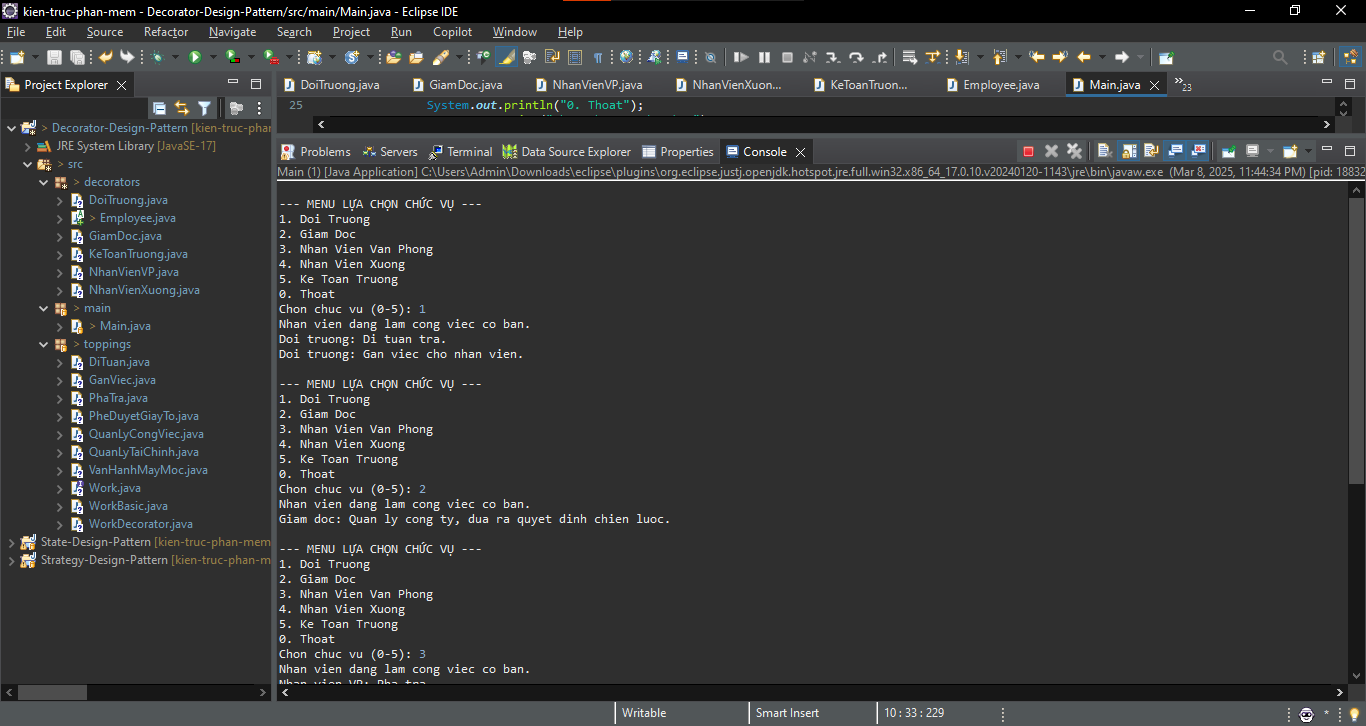 kien-truc-phan-mem - Decorator-Design-Pattern/src/main/Main.java - Eclipse IDE
File Edit Source Refactor Navigate Search Project Run Copilot Window Help
Project Explorer
DoiTruong.java GiamDoc.java NhanVienVP.java NhanVienXuon... KeToanTruon... Employee.java Main.java »23
25 System.out.println("0. Thoat");
> Decorator-Design-Pattern [kien-truc-phan
JRE System Library [JavaSE-17]
> src
> decorators
DoiTruong.java
> Employee.java
GiamDoc.java
KeToanTruong.java
NhanVienVP.java
NhanVienXuong.java
> main
> Main.java
> toppings
DiTuan.java
GanViec.java
PhaTra.java
PheDuyetGiayTo.java
QuanLyCongViec.java
QuanLyTaiChinh.java
VanHanhMayMoc.java
Work.java
WorkBasic.java
WorkDecorator.java
State-Design-Pattern [kien-truc-phan-mem
Strategy-Design-Pattern [kien-truc-phan-m
Problems Servers Terminal Data Source Explorer Properties Console
Main (1) [Java Application] C:\Users\Admin\Downloads\eclipse\plugins\org.eclipse.justj.openjdk.hotspot.jre.full.win32.x86_64_17.0.10.v20240120-1143\jre\bin\javaw.exe (Mar 8, 2025, 11:44:34 PM) [pid: 18832
--- MENU LỰA CHỌN CHỨC VỤ ---
1. Doi Truong
2. Giam Doc
3. Nhan Vien Van Phong
4. Nhan Vien Xuong
5. Ke Toan Truong
0. Thoat
Chon chuc vu (0-5): 1
Nhan vien dang lam cong viec co ban.
Doi truong: Di tuan tra.
Doi truong: Gan viec cho nhan vien.
--- MENU LỰA CHỌN CHỨC VỤ ---
1. Doi Truong
2. Giam Doc
3. Nhan Vien Van Phong
4. Nhan Vien Xuong
5. Ke Toan Truong
0. Thoat
Chon chuc vu (0-5): 2
Nhan vien dang lam cong viec co ban.
Giam doc: Quan ly cong ty, dua ra quyet dinh chien luoc.
--- MENU LỰA CHỌN CHỨC VỤ ---
1. Doi Truong
2. Giam Doc
3. Nhan Vien Van Phong
4. Nhan Vien Xuong
5. Ke Toan Truong
0. Thoat
Chon chuc vu (0-5): 3
Nhan vien dang lam cong viec co ban.
Nhan vien VP: Pha tra
Writable Smart Insert 10 : 33 : 229